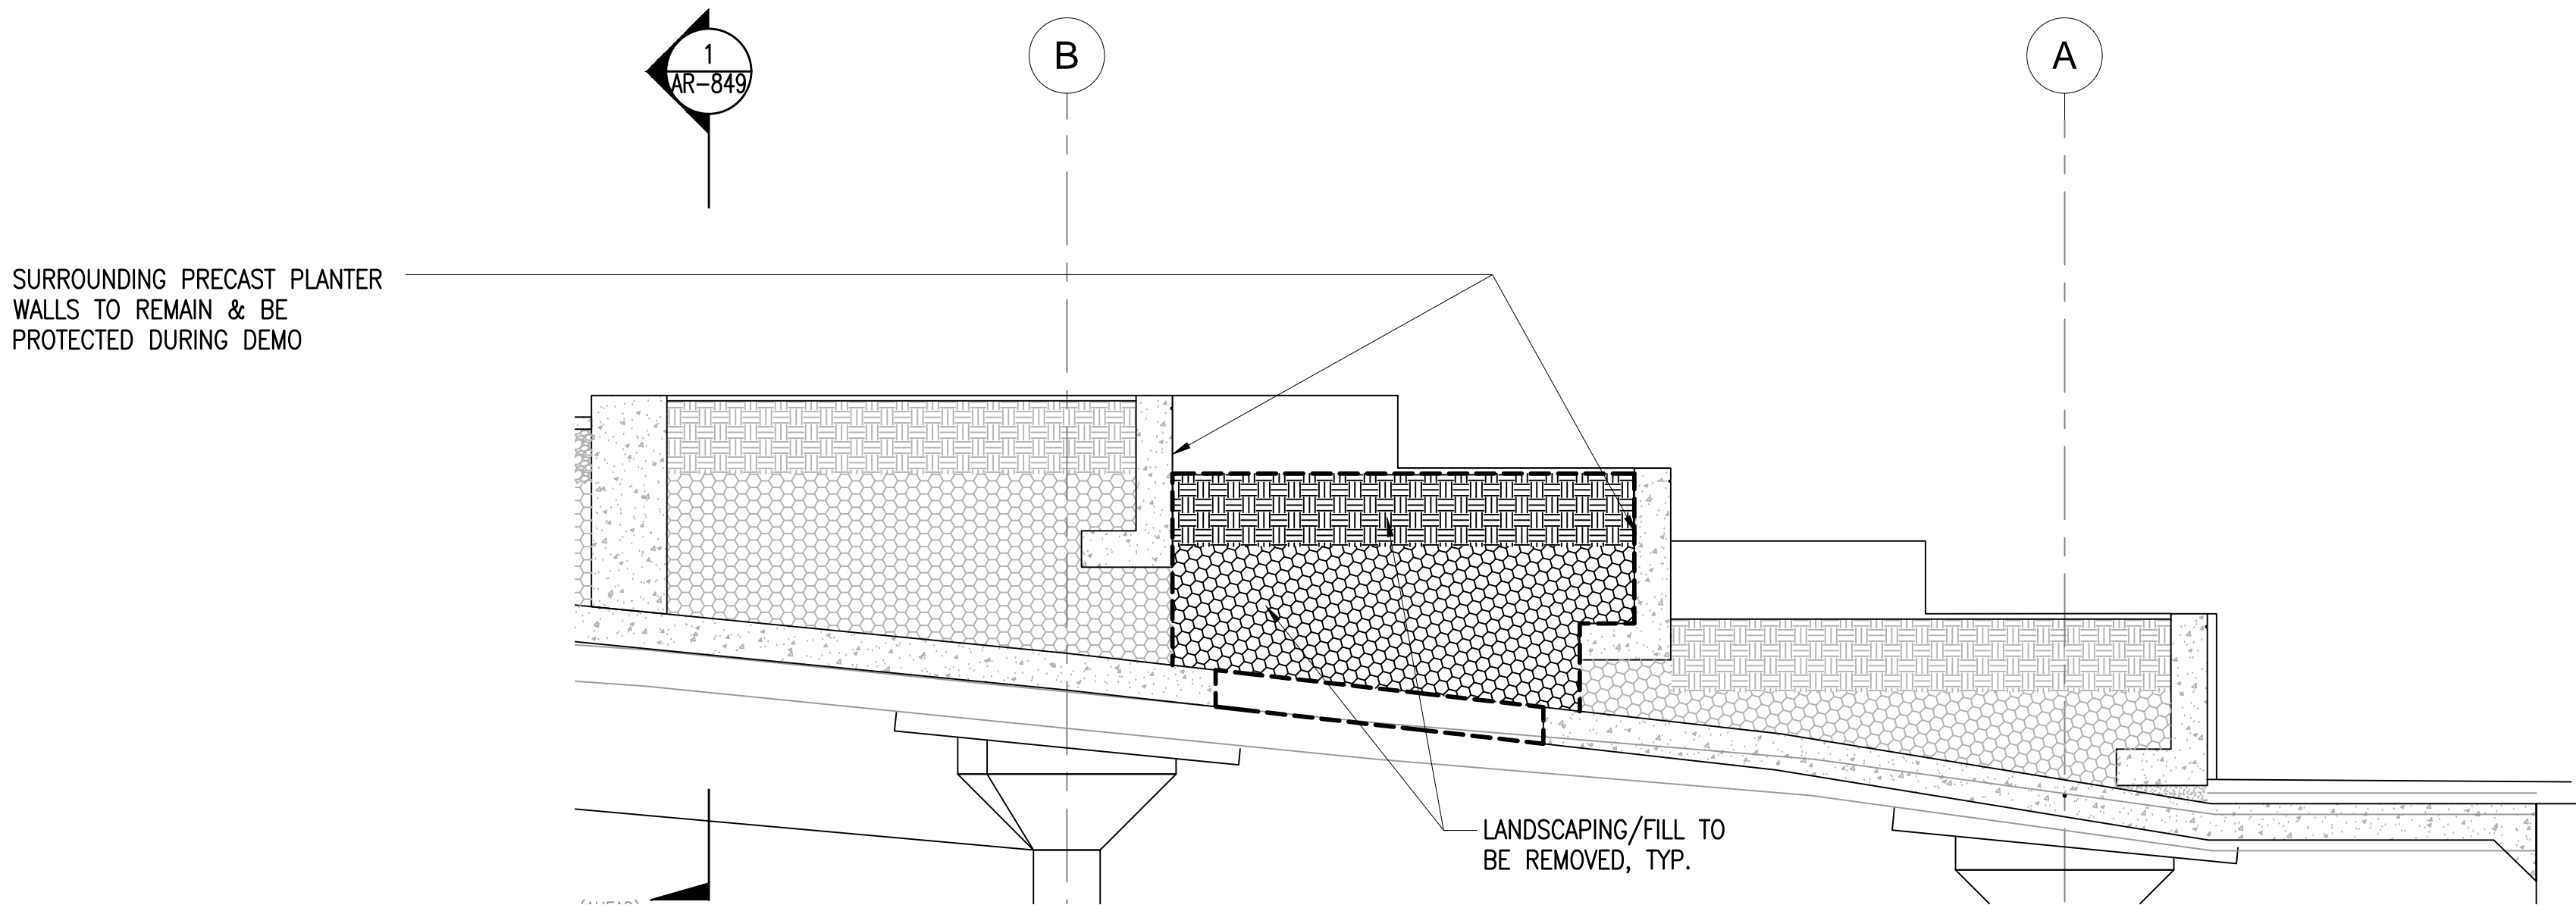 1
AR-849
B
A
SURROUNDING PRECAST PLANTER
WALLS TO REMAIN & BE
PROTECTED DURING DEMO
LANDSCAPING/FILL TO
BE REMOVED, TYP.